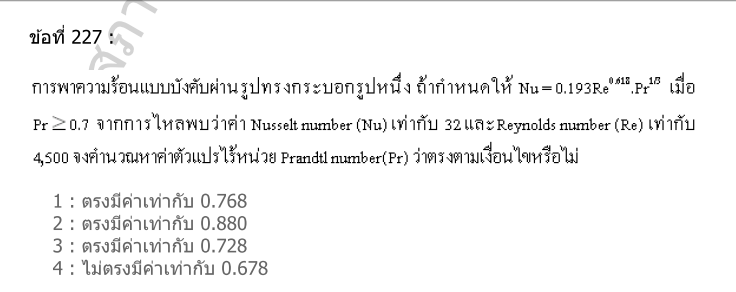 ข้อที่ 227 :
สภา
การพาความร้อนแบบบังคับผ่านรูปทรงกระบอกรูปหนึ่ง ถ้ากำหนดให้ Nu = 0.193Re^0.618.Pr^1/3 เมื่อ
Pr ≥ 0.7 จากการไหลพบว่าค่า Nusselt number (Nu) เท่ากับ 32 และ Reynolds number (Re) เท่ากับ
4,500 จงคำนวณหาค่าตัวแปรไร้หน่วย Prandtl number(Pr) ว่าตรงตามเงื่อนไขหรือไม่
1 : ตรงมีค่าเท่ากับ 0.768
2 : ตรงมีค่าเท่ากับ 0.880
3 : ตรงมีค่าเท่ากับ 0.728
4 : ไม่ตรงมีค่าเท่ากับ 0.678